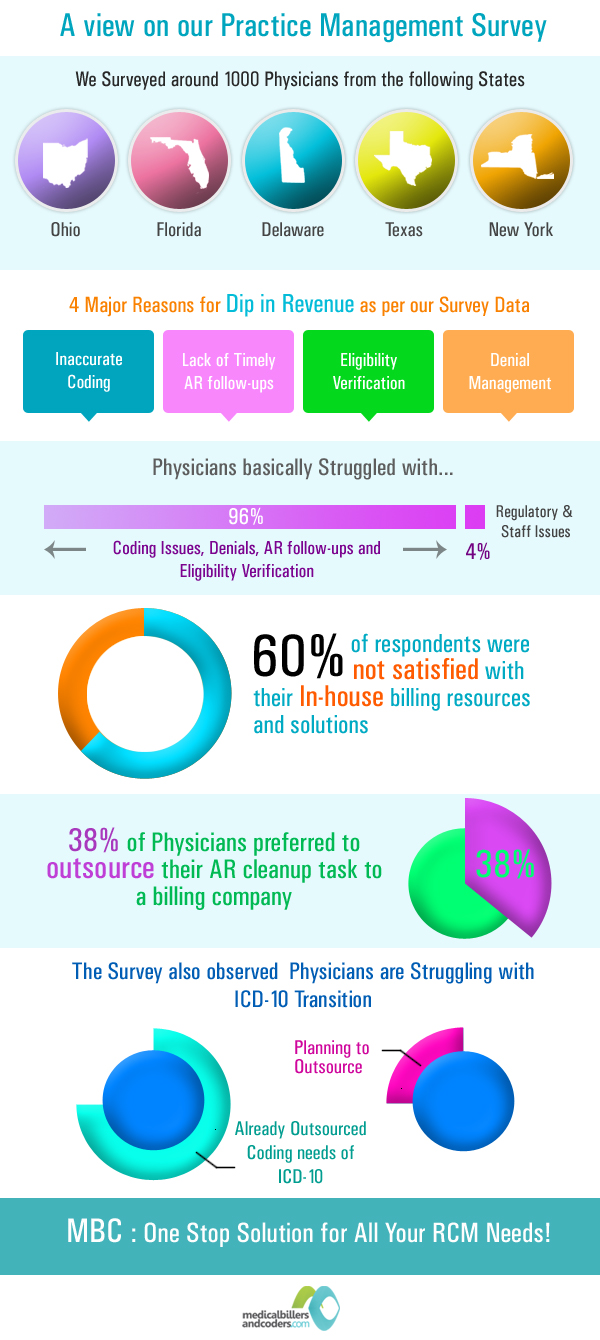 A view on our Practice Management Survey
We Surveyed around 1000 Physicians from the following States
Ohio
Florida
Delaware
Texas
New York
4 Major Reasons for Dip in Revenue as per our Survey Data
Inaccurate
Coding
Lack of Timely
AR follow-ups
Eligibility
Verification
Denial
Management
Physicians basically Struggled with...
96%
Regulatory &
Staff Issues
4%
Coding Issues, Denials, AR follow-ups and
Eligibility Verification
60% of respondents were
not satisfied with
their In-house billing resources
and solutions
38% of Physicians preferred to
outsource their AR cleanup task to
a billing company
38%
The Survey also observed Physicians are Struggling with
ICD-10 Transition
Planning to
Outsource
Already Outsourced
Coding needs of
ICD-10
MBC : One Stop Solution for All Your RCM Needs!
medicalbillers
andcoders.com